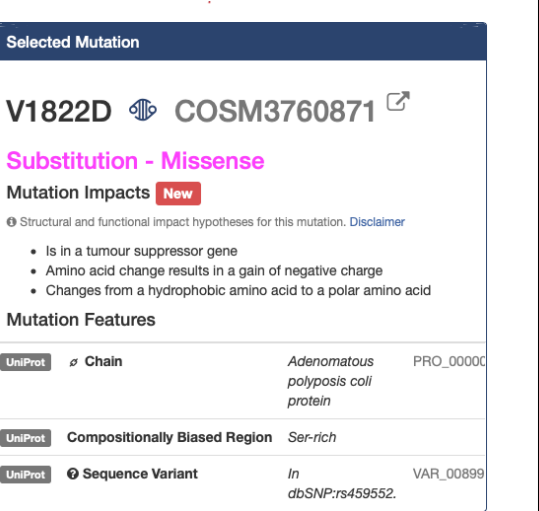 Selected Mutation
V1822D COSM3760871
Substitution - Missense
Mutation Impacts New
Structural and functional impact hypotheses for this mutation. Disclaimer
• Is in a tumour suppressor gene
• Amino acid change results in a gain of negative charge
• Changes from a hydrophobic amino acid to a polar amino acid
Mutation Features
UniProt Chain Adenomatous PRO_00000
polyposis coli
protein
UniProt Compositionally Biased Region Ser-rich
UniProt Sequence Variant In VAR_00899
dbSNP:rs459552.